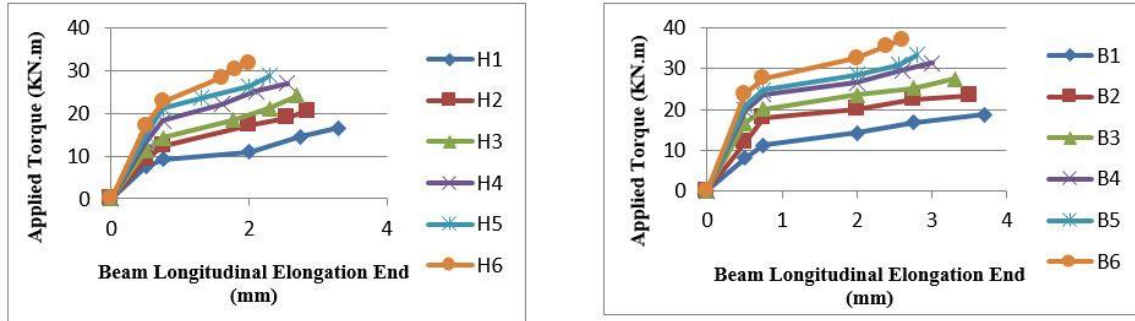 40
30
20
10
0
0 2 4
Applied Torque (KN.m)
Beam Longitudinal Elongation End
(mm)
H1
H2
H3
H4
H5
H6
40
30
20
10
0
0 1 2 3 4
Applied Torque (KN.m)
Beam Longitudinal Elongation End
(mm)
B1
B2
B3
B4
B5
B6